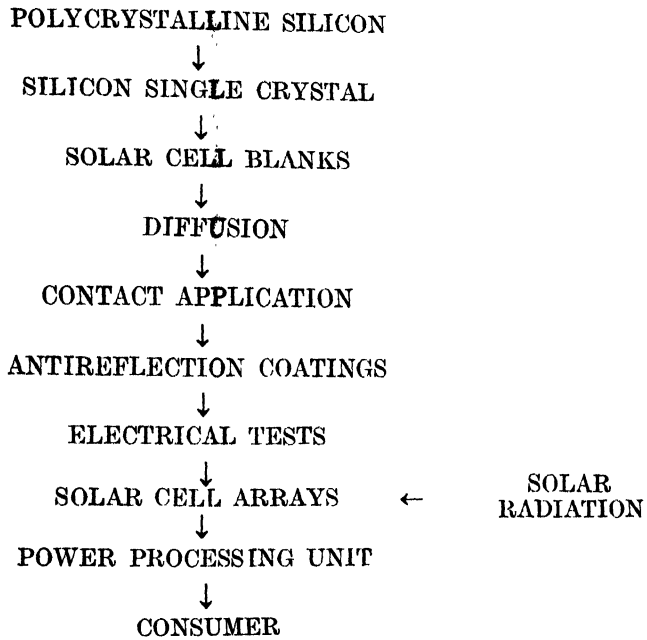 POLYCRYSTALLINE SILICON
↓
SILICON SINGLE CRYSTAL
↓
SOLAR CELL BLANKS
↓
DIFFUSION
↓
CONTACT APPLICATION
↓
ANTIREFLECTION COATINGS
↓
ELECTRICAL TESTS
↓
SOLAR CELL ARRAYS ← SOLAR
RADIATION
↓
POWER PROCESSING UNIT
↓
CONSUMER